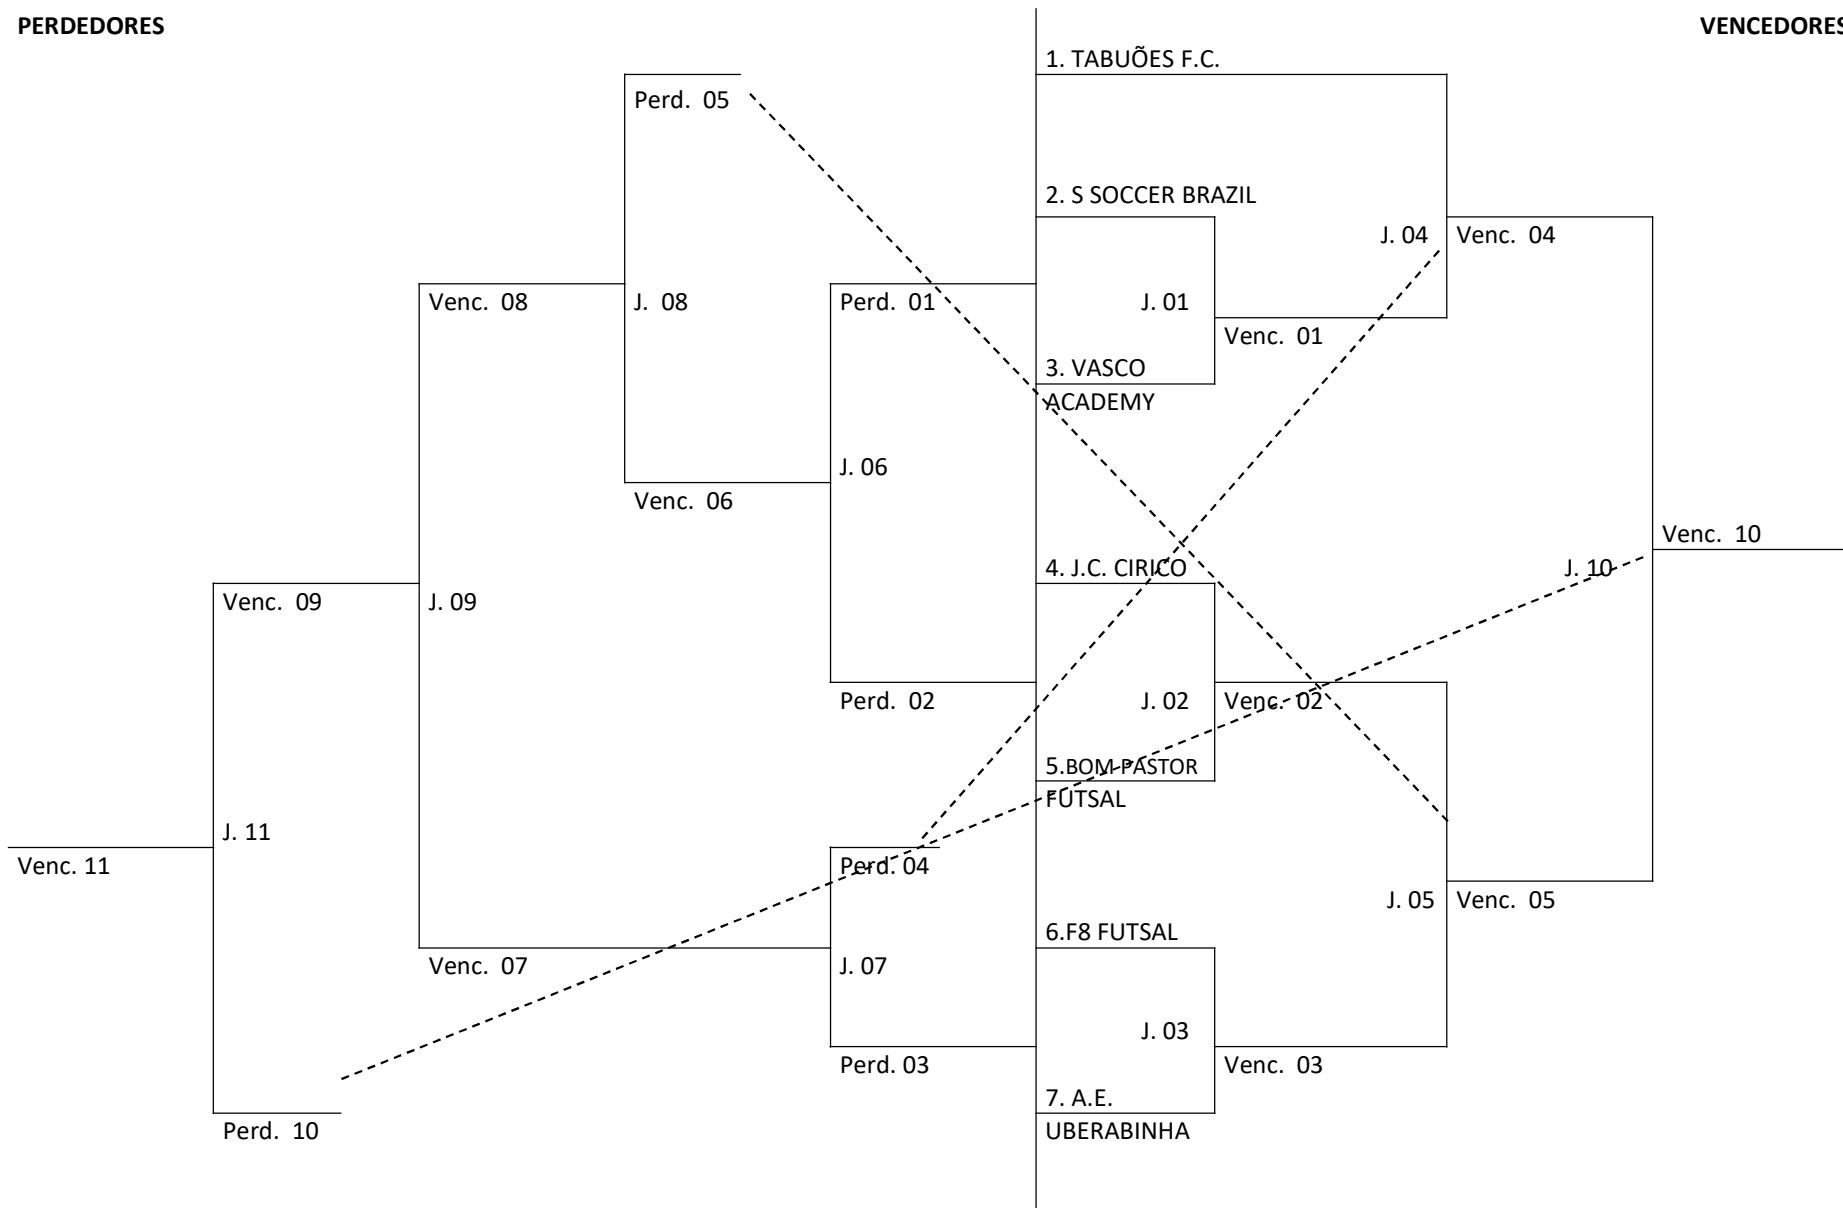 PERDEDORES
VENCEDORES
1. TABUÕES F.C.
Perd.  05
2. S SOCCER BRAZIL
J. 04
Venc.  04
Venc.  08
J.  08
Perd.  01
J. 01
Venc.  01
3. VASCO
ACADEMY
J. 06
Venc.  06
Venc.  10
4. J.C. CIRICO
J. 10
Venc.  09
J. 09
Perd.  02
J. 02
Venc.  02
5.BOM PASTOR
FUTSAL
J. 11
Venc. 11
Perd. 04
J. 05
Venc.  05
6.F8 FUTSAL
Venc.  07
J. 07
J. 03
Perd. 03
Venc.  03
7. A.E.
UBERABINHA
Perd.  10